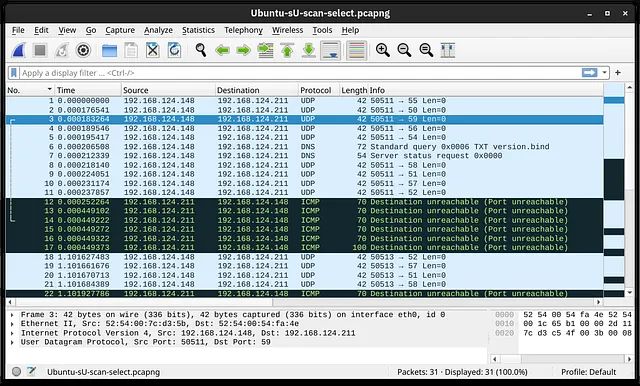 Ubuntu-sU-scan-select.pcapng
File Edit View Go Capture Analyze Statistics Telephony Wireless Tools Help
Apply a display filter ... <Ctrl-/>
No. Time Source Destination Protocol Length Info
1 0.000000000 192.168.124.148 192.168.124.211 UDP 42 50511 → 55 Len=0
2 0.000176541 192.168.124.148 192.168.124.211 UDP 42 50511 → 50 Len=0
3 0.000183264 192.168.124.148 192.168.124.211 UDP 42 50511 → 59 Len=0
4 0.000189546 192.168.124.148 192.168.124.211 UDP 42 50511 → 56 Len=0
5 0.000195417 192.168.124.148 192.168.124.211 UDP 42 50511 → 54 Len=0
6 0.000206508 192.168.124.148 192.168.124.211 DNS 72 Standard query 0x0006 TXT version.bind
7 0.000212339 192.168.124.148 192.168.124.211 DNS 54 Server status request 0x0000
8 0.000218140 192.168.124.148 192.168.124.211 UDP 42 50511 → 58 Len=0
9 0.000224051 192.168.124.148 192.168.124.211 UDP 42 50511 → 51 Len=0
10 0.000231174 192.168.124.148 192.168.124.211 UDP 42 50511 → 57 Len=0
11 0.000237857 192.168.124.148 192.168.124.211 UDP 42 50511 → 52 Len=0
12 0.000252264 192.168.124.211 192.168.124.148 ICMP 70 Destination unreachable (Port unreachable)
13 0.000449102 192.168.124.211 192.168.124.148 ICMP 70 Destination unreachable (Port unreachable)
14 0.000449222 192.168.124.211 192.168.124.148 ICMP 70 Destination unreachable (Port unreachable)
15 0.000449272 192.168.124.211 192.168.124.148 ICMP 70 Destination unreachable (Port unreachable)
16 0.000449322 192.168.124.211 192.168.124.148 ICMP 70 Destination unreachable (Port unreachable)
17 0.000449317 192.168.124.211 192.168.124.148 ICMP 100 Destination unreachable (Port unreachable)
18 1.101627483 192.168.124.148 192.168.124.211 UDP 42 50513 → 52 Len=0
19 1.101661676 192.168.124.148 192.168.124.211 UDP 42 50513 → 57 Len=0
20 1.101670713 192.168.124.148 192.168.124.211 UDP 42 50513 → 51 Len=0
21 1.101684389 192.168.124.148 192.168.124.211 UDP 42 50513 → 58 Len=0
22 1.101927786 192.168.124.211 192.168.124.148 ICMP 70 Destination unreachable (Port unreachable)
Frame 3: 42 bytes on wire (336 bits), 42 bytes captured (336 bits) on interface eth0, id 0
Ethernet II, Src: 52:54:00:7c:d3:5b, Dst: 52:54:00:54:fa:4e
Internet Protocol Version 4, Src: 192.168.124.148, Dst: 192.168.124.211
User Datagram Protocol, Src Port: 50511, Dst Port: 59
0000 52 54 00 54 fa 4e 52 54
0010 00 1c 65 b1 00 00 2d 11
0020 7c d3 c5 4f 00 3b 00 08
Ubuntu-sU-scan-select.pcapng Packets: 31 · Displayed: 31 (100.0%) Profile: Default